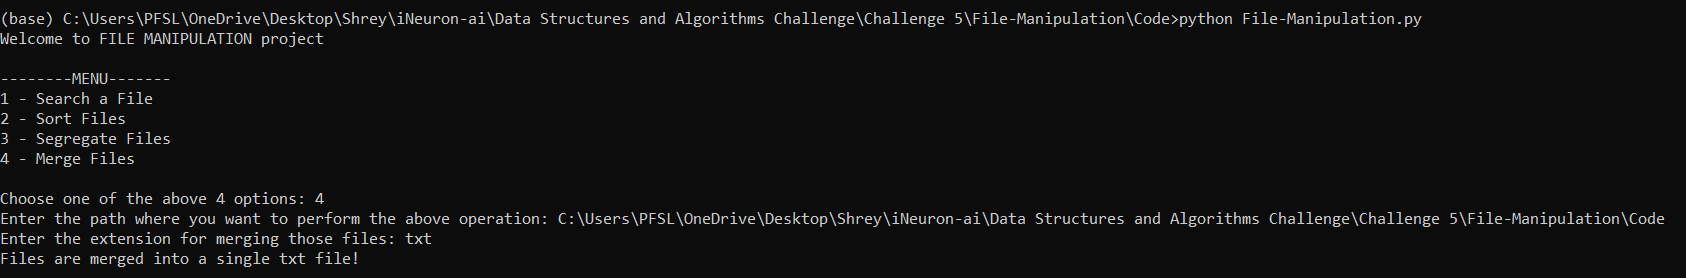 (base) C:\Users\PFSL\OneDrive\Desktop\Shrey\iNeuron-ai\Data Structures and Algorithms Challenge\Challenge 5\File-Manipulation\Code>python File-Manipulation.py
Welcome to FILE MANIPULATION project
--------MENU-------
1 - Search a File
2 - Sort Files
3 - Segregate Files
4 - Merge Files
Choose one of the above 4 options: 4
Enter the path where you want to perform the above operation: C:\Users\PFSL\OneDrive\Desktop\Shrey\iNeuron-ai\Data Structures and Algorithms Challenge\Challenge 5\File-Manipulation\Code
Enter the extension for merging those files: txt
Files are merged into a single txt file!